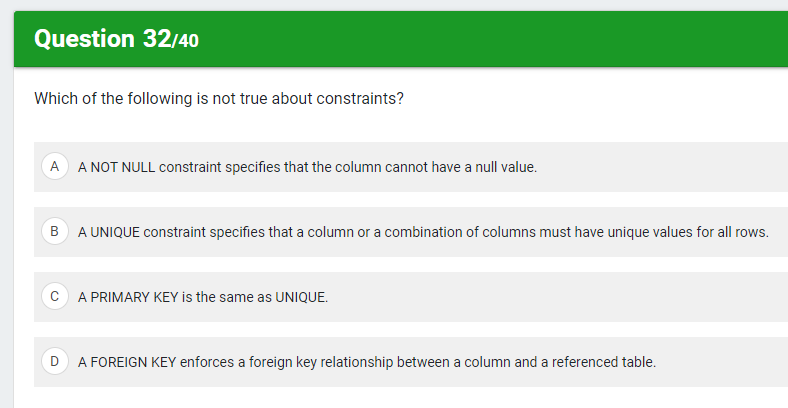 Question 32/40
Which of the following is not true about constraints?
A A NOT NULL constraint specifies that the column cannot have a null value.
B A UNIQUE constraint specifies that a column or a combination of columns must have unique values for all rows.
C A PRIMARY KEY is the same as UNIQUE.
D A FOREIGN KEY enforces a foreign key relationship between a column and a referenced table.